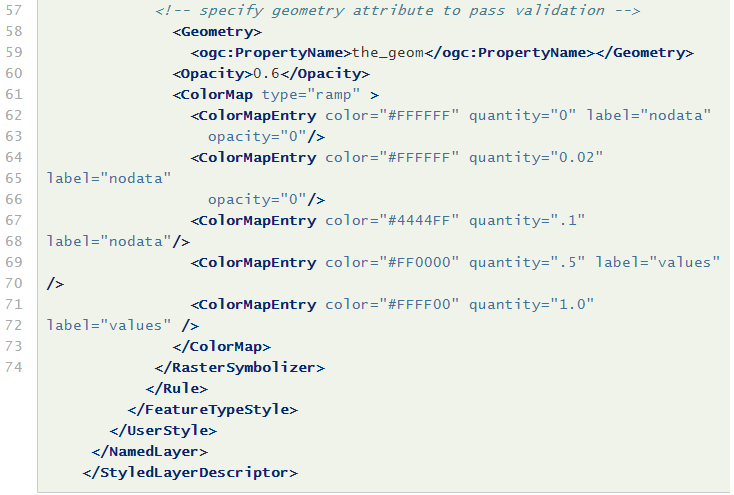 57 <!-- specify geometry attribute to pass validation -->
58 <Geometry>
59 <ogc:PropertyName>the_geom</ogc:PropertyName></Geometry>
60 <Opacity>0.6</Opacity>
61 <ColorMap type="ramp" >
62 <ColorMapEntry color="#FFFFFF" quantity="0" label="nodata"
63 opacity="0"/>
64 <ColorMapEntry color="#FFFFFF" quantity="0.02"
65 label="nodata"
66 opacity="0"/>
67 <ColorMapEntry color="#4444FF" quantity=".1"
68 label="nodata"/>
69 <ColorMapEntry color="#FF0000" quantity=".5" label="values"
70 />
71 <ColorMapEntry color="#FFFF00" quantity="1.0"
72 label="values" />
73 </ColorMap>
74 </RasterSymbolizer>
</Rule>
</FeatureTypeStyle>
</UserStyle>
</NamedLayer>
</StyledLayerDescriptor>